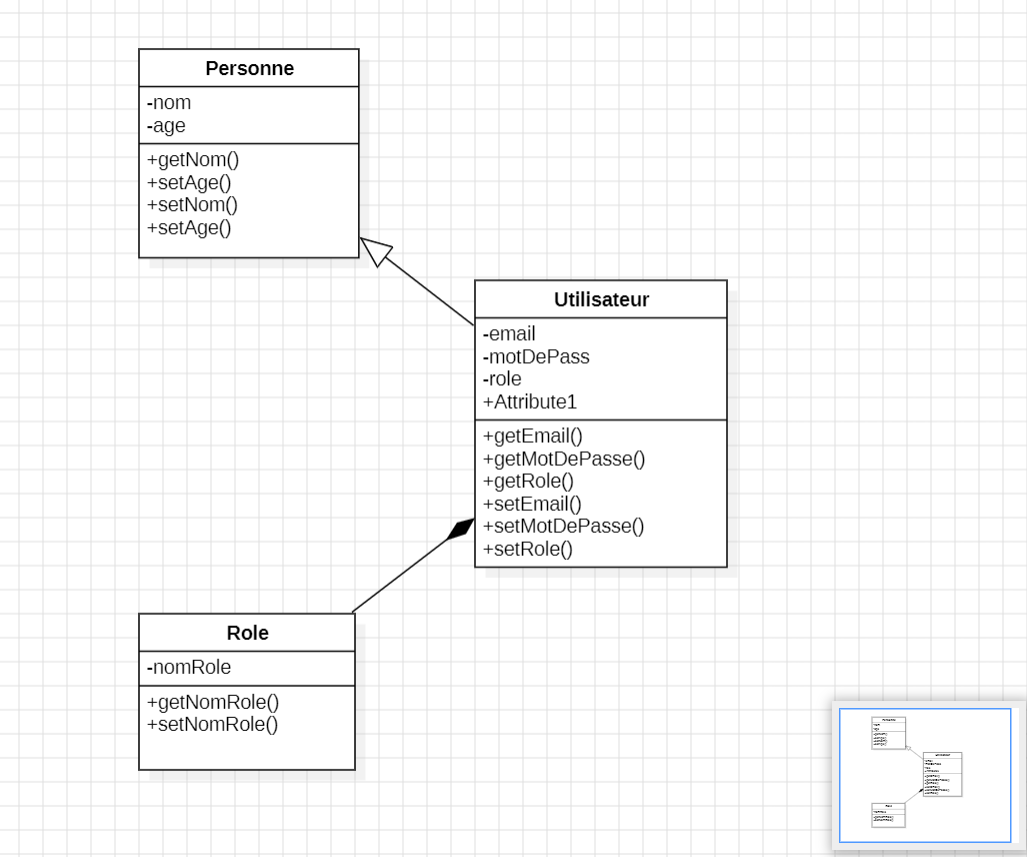 Personne
-nom
-age
+getNom()
+setAge()
+setNom()
+setAge()
Utilisateur
-email
-motDePass
-role
+Attribute1
+getEmail()
+getMotDePasse()
+getRole()
+setEmail()
+setMotDePasse()
+setRole()
Role
-nomRole
+getNomRole()
+setNomRole()